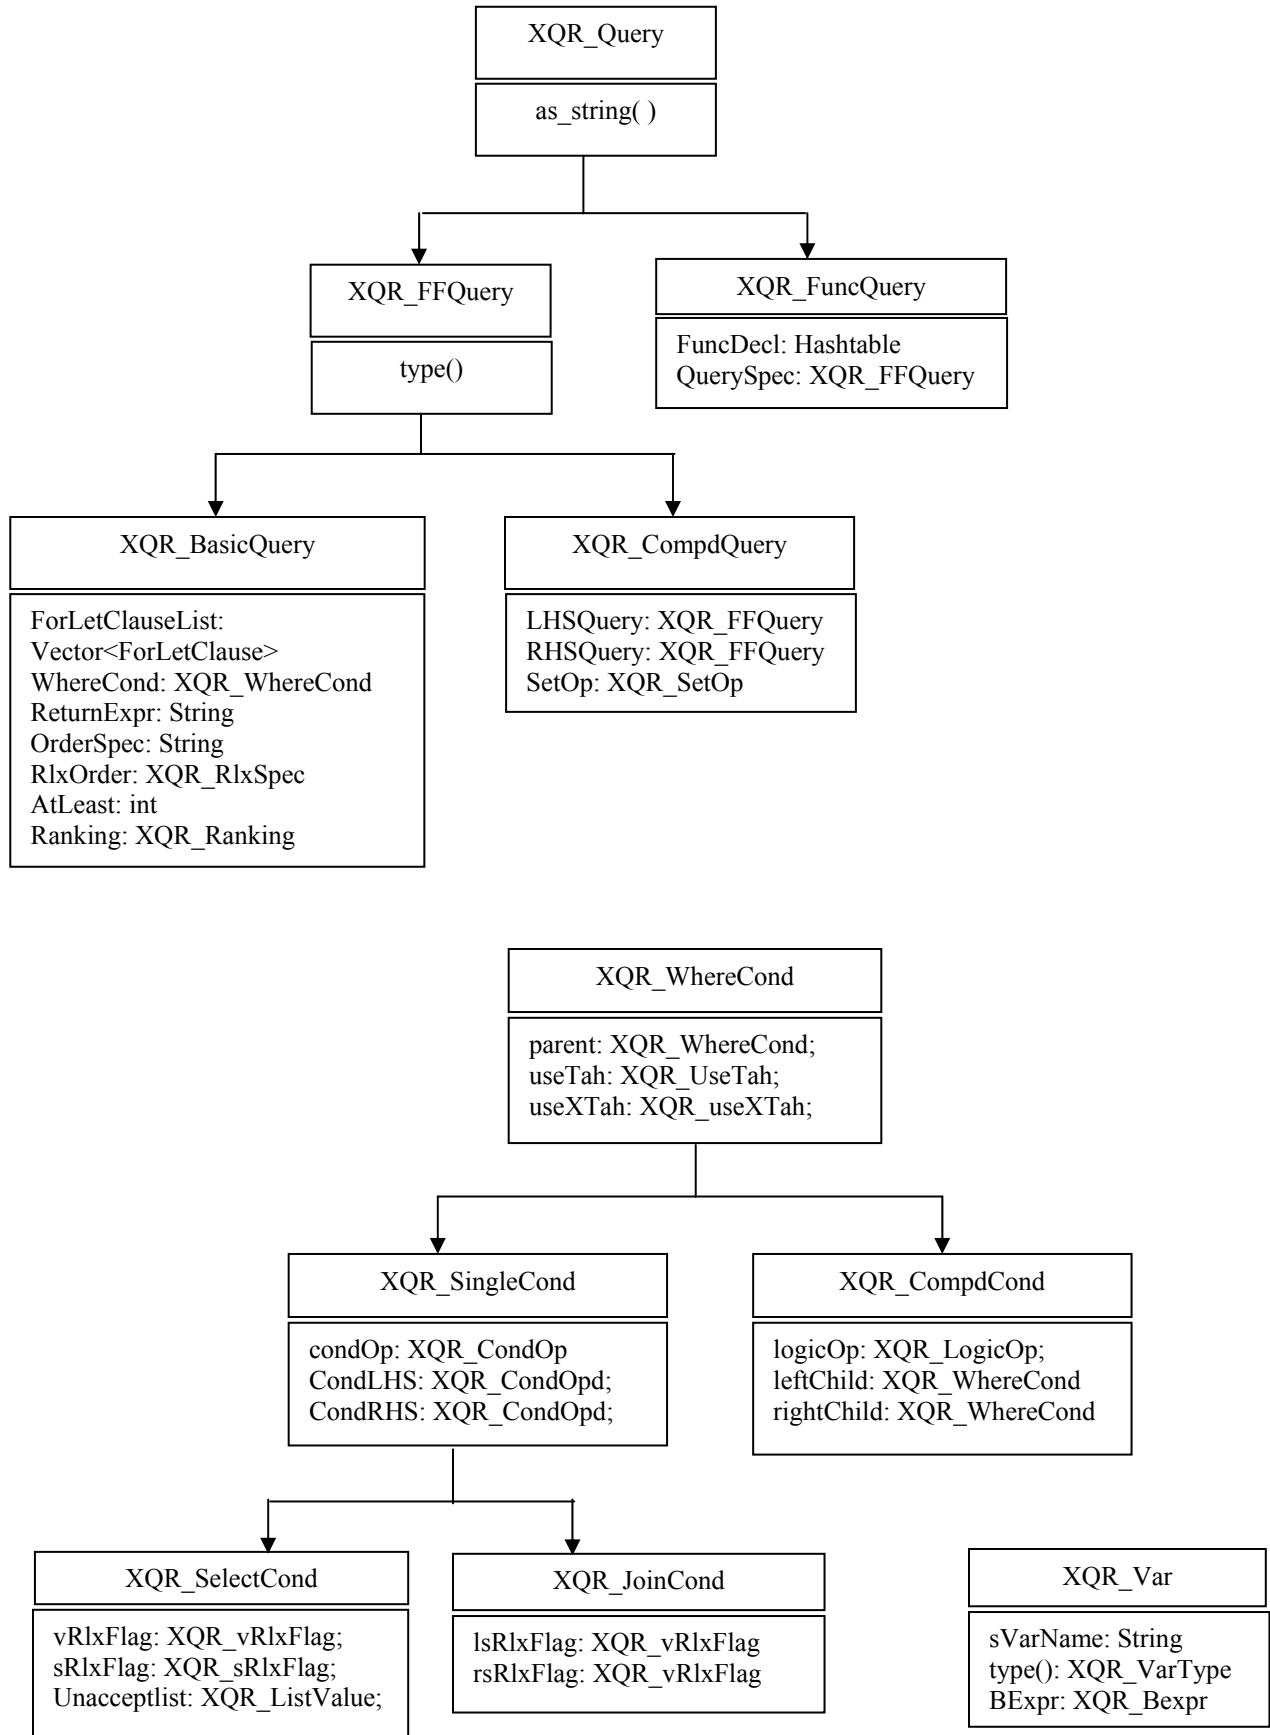 XQR_Query
as_string( )
XQR_FFQuery
type()
XQR_FuncQuery
FuncDecl: Hashtable
QuerySpec: XQR_FFQuery
XQR_BasicQuery
ForLetClauseList:
Vector<ForLetClause>
WhereCond: XQR_WhereCond
ReturnExpr: String
OrderSpec: String
RlxOrder: XQR_RlxSpec
AtLeast: int
Ranking: XQR_Ranking
XQR_CompdQuery
LHSQuery: XQR_FFQuery
RHSQuery: XQR_FFQuery
SetOp: XQR_SetOp
XQR_WhereCond
parent: XQR_WhereCond;
useTah: XQR_UseTah;
useXTah: XQR_useXTah;
XQR_SingleCond
condOp: XQR_CondOp
CondLHS: XQR_CondOpd;
CondRHS: XQR_CondOpd;
XQR_CompdCond
logicOp: XQR_LogicOp;
leftChild: XQR_WhereCond
rightChild: XQR_WhereCond
XQR_SelectCond
vRlxFlag: XQR_vRlxFlag;
sRlxFlag: XQR_sRlxFlag;
Unacceptlist: XQR_ListValue;
XQR_JoinCond
lsRlxFlag: XQR_vRlxFlag
rsRlxFlag: XQR_vRlxFlag
XQR_Var
sVarName: String
type(): XQR_VarType
BExpr: XQR_Bexpr